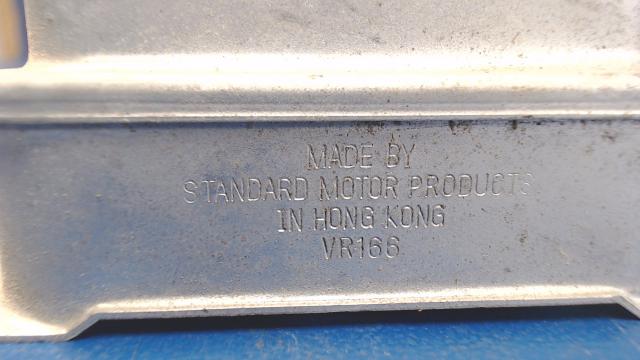 MADE BY
STANDARD MOTOR PRODUCTS
IN HONG KONG
VR166